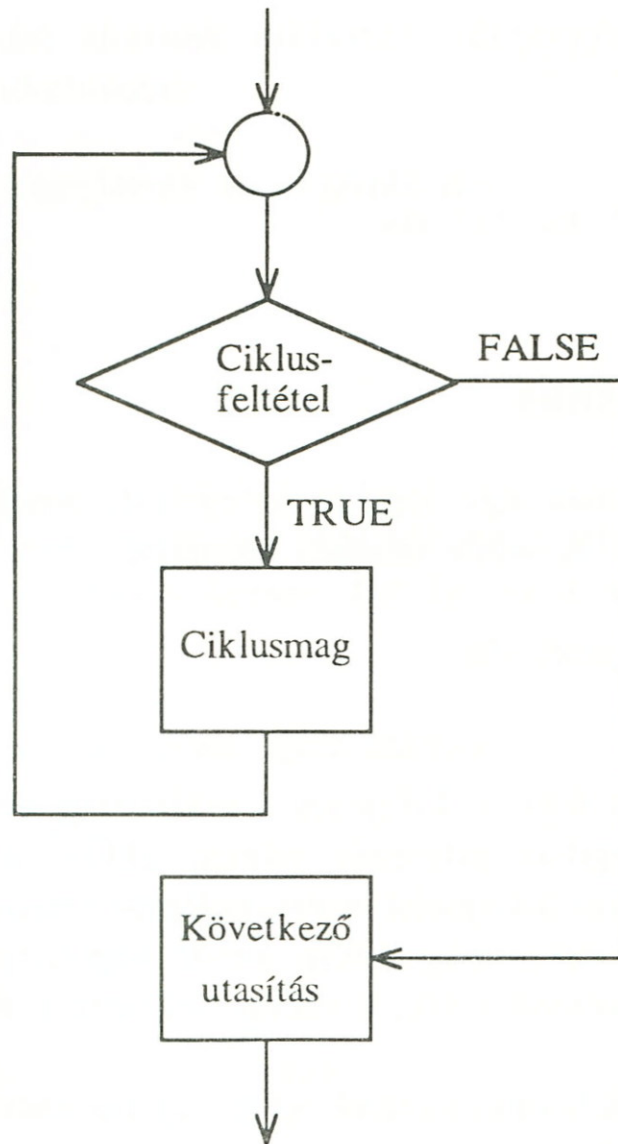 Ciklus-
feltétel
FALSE
TRUE
Ciklusmag
Következő
utasítás